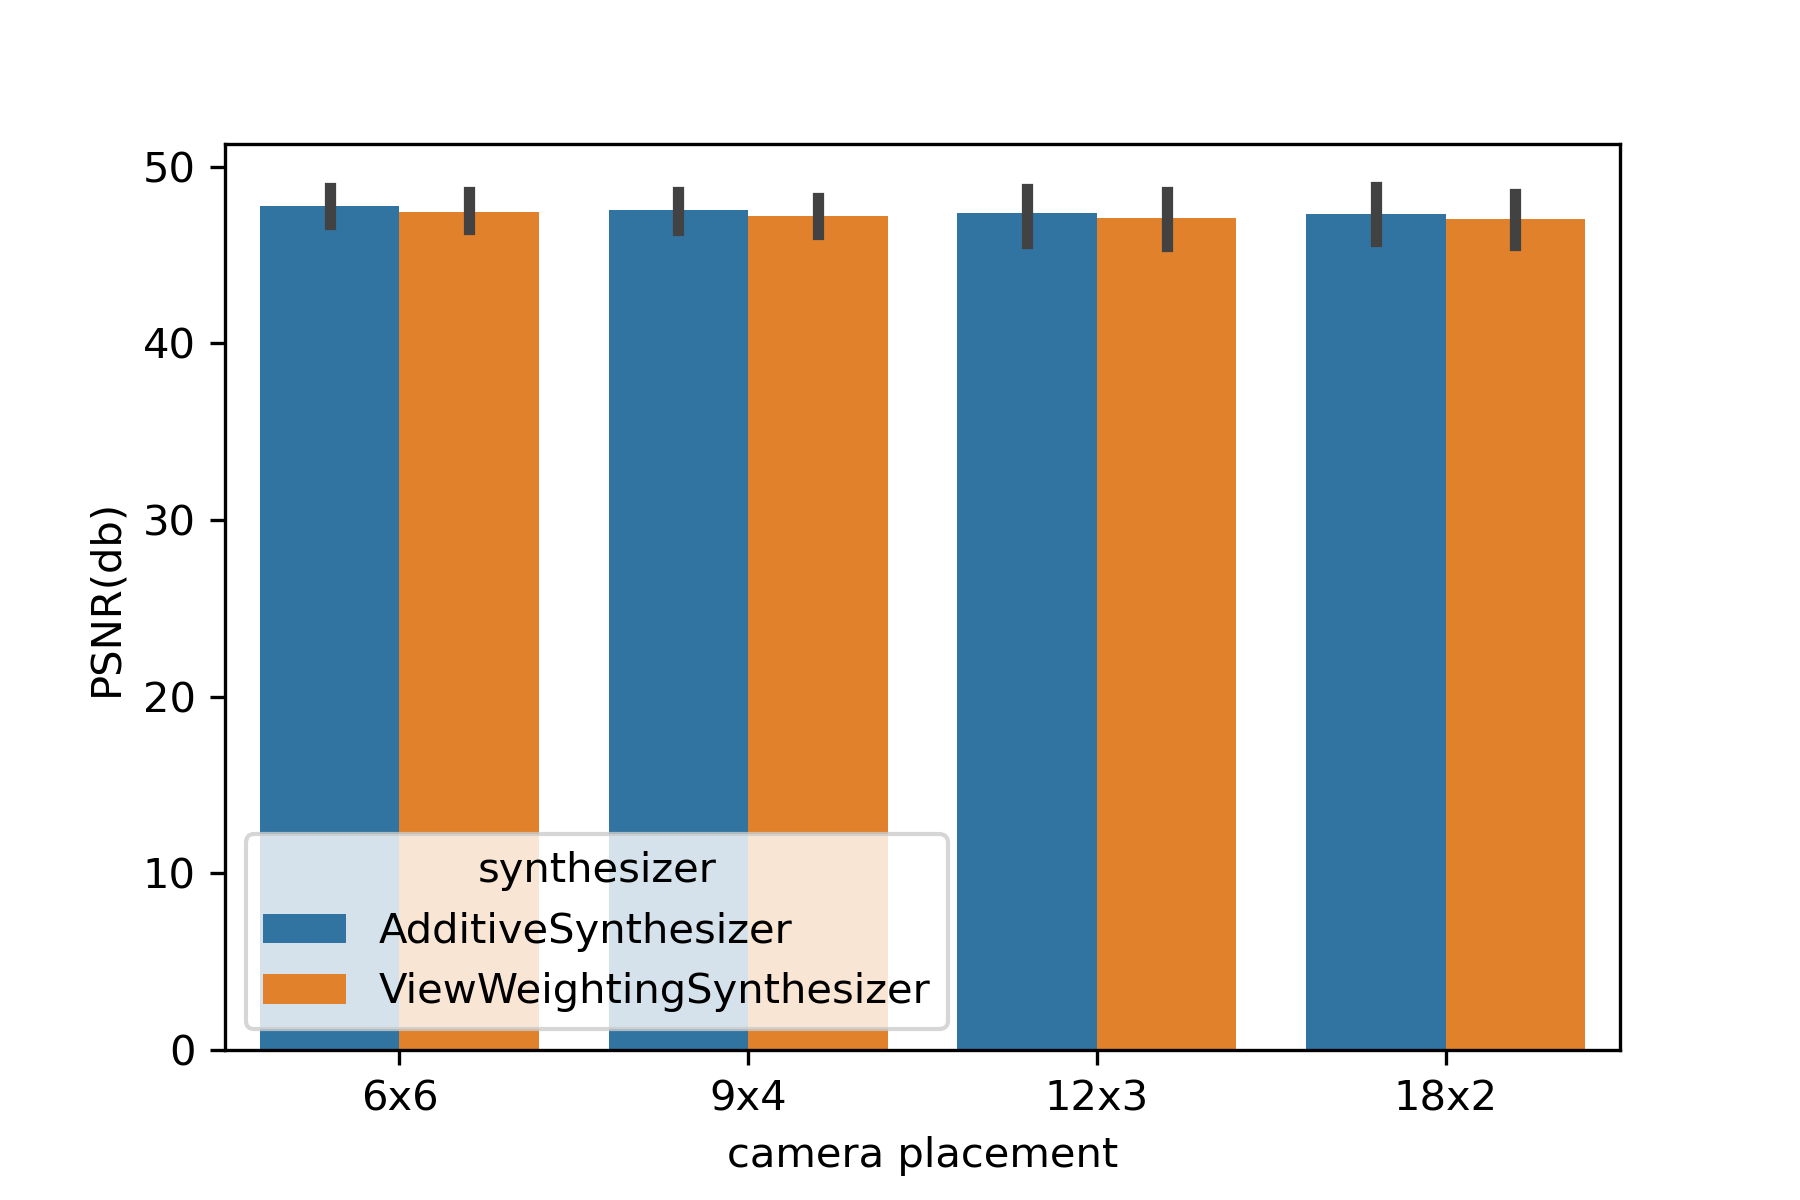 PSNR(db)
50
40
30
20
10
0
synthesizer
AdditiveSynthesizer
ViewWeightingSynthesizer
6x6
9x4
12x3
18x2
camera placement